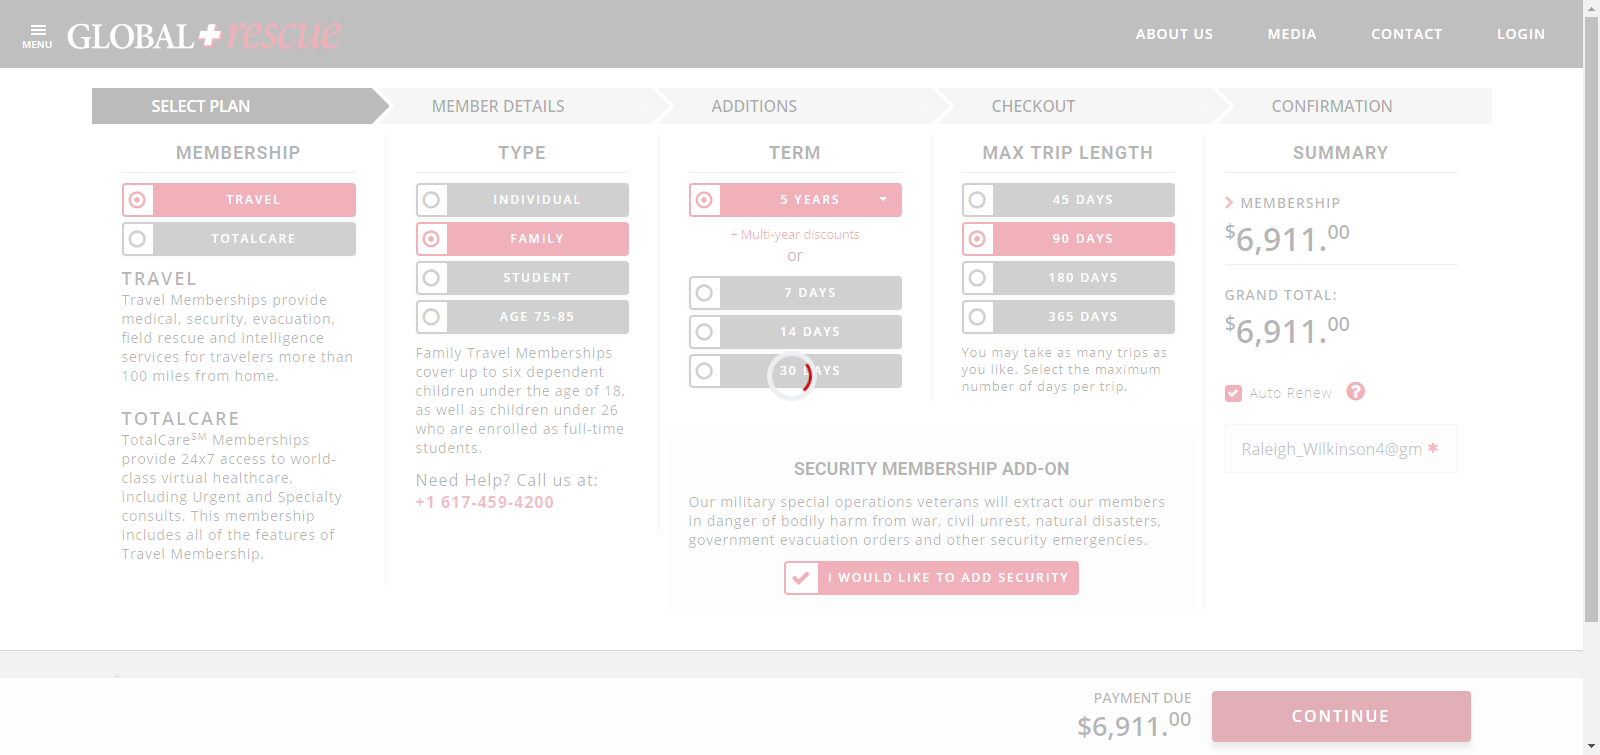 MENU
GLOBAL rescue
ABOUT US
MEDIA
CONTACT
LOGIN
SELECT PLAN
MEMBER DETAILS
ADDITIONS
CHECKOUT
CONFIRMATION
MEMBERSHIP
TRAVEL
TOTALCARE
TRAVEL
Travel Memberships provide
medical, security, evacuation,
field rescue and intelligence
services for travelers more than
100 miles from home.
TOTALCARE
TotalCareSM Memberships
provide 24x7 access to world-
class virtual healthcare,
including Urgent and Specialty
consults. This membership
includes all of the features of
Travel Membership.
TYPE
INDIVIDUAL
FAMILY
STUDENT
AGE 75-85
Family Travel Memberships
cover up to six dependent
children under the age of 18,
as well as children under 26
who are enrolled as full-time
students.
Need Help? Call us at:
+1 617-459-4200
TERM
5 YEARS
+ Multi-year discounts
or
7 DAYS
14 DAYS
30 DAYS
MAX TRIP LENGTH
45 DAYS
90 DAYS
180 DAYS
365 DAYS
You may take as many trips as
you like. Select the maximum
number of days per trip.
SECURITY MEMBERSHIP ADD-ON
Our military special operations veterans will extract our members
in danger of bodily harm from war, civil unrest, natural disasters,
government evacuation orders and other security emergencies.
I WOULD LIKE TO ADD SECURITY
SUMMARY
MEMBERSHIP
$6,911.00
GRAND TOTAL:
$6,911.00
Auto Renew ?
Raleigh_Wilkinson4@gm *
PAYMENT DUE
$6,911.00
CONTINUE